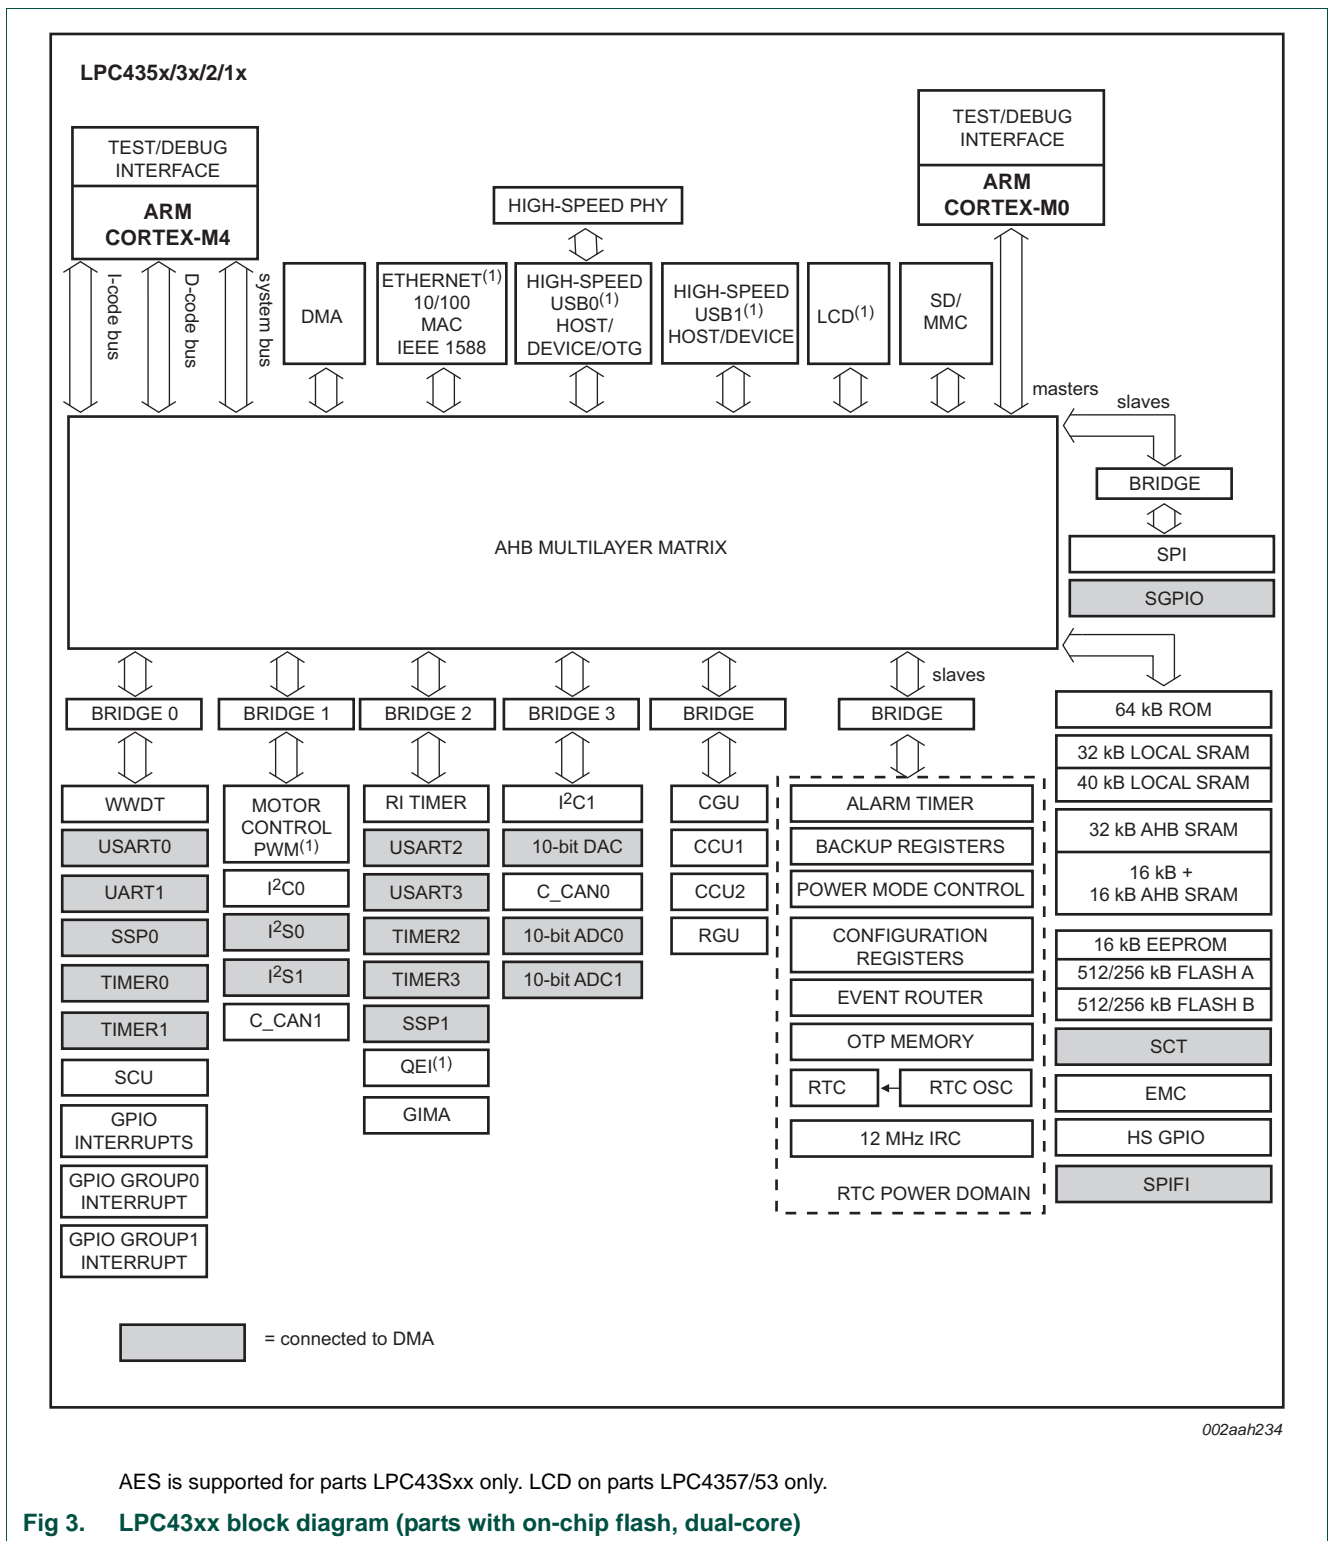 LPC435x/3x/2/1x
TEST/DEBUG
INTERFACE
ARM
CORTEX-M4
TEST/DEBUG
INTERFACE
ARM
CORTEX-M0
HIGH-SPEED PHY
I-code bus
D-code bus
system bus
DMA
ETHERNET(1)
10/100
MAC
IEEE 1588
HIGH-SPEED
USB0(1)
HOST/
DEVICE/OTG
HIGH-SPEED
USB1(1)
HOST/DEVICE
LCD(1)
SD/
MMC
masters
slaves
BRIDGE
SPI
SGPIO
AHB MULTILAYER MATRIX
slaves
BRIDGE 0
BRIDGE 1
BRIDGE 2
BRIDGE 3
BRIDGE
BRIDGE
WWDT
USART0
UART1
SSP0
TIMER0
TIMER1
SCU
GPIO
INTERRUPTS
GPIO GROUP0
INTERRUPT
GPIO GROUP1
INTERRUPT
MOTOR
CONTROL
PWM(1)
I2C0
I2S0
I2S1
C_CAN1
RI TIMER
USART2
USART3
TIMER2
TIMER3
SSP1
QEI(1)
GIMA
I2C1
10-bit DAC
C_CAN0
10-bit ADC0
10-bit ADC1
CGU
CCU1
CCU2
RGU
ALARM TIMER
BACKUP REGISTERS
POWER MODE CONTROL
CONFIGURATION
REGISTERS
EVENT ROUTER
OTP MEMORY
RTC
RTC OSC
12 MHz IRC
RTC POWER DOMAIN
64 kB ROM
32 kB LOCAL SRAM
40 kB LOCAL SRAM
32 kB AHB SRAM
16 kB +
16 kB AHB SRAM
16 kB EEPROM
512/256 kB FLASH A
512/256 kB FLASH B
SCT
EMC
HS GPIO
SPIFI
= connected to DMA
002aah234
AES is supported for parts LPC43Sxx only. LCD on parts LPC4357/53 only.
Fig 3. LPC43xx block diagram (parts with on-chip flash, dual-core)